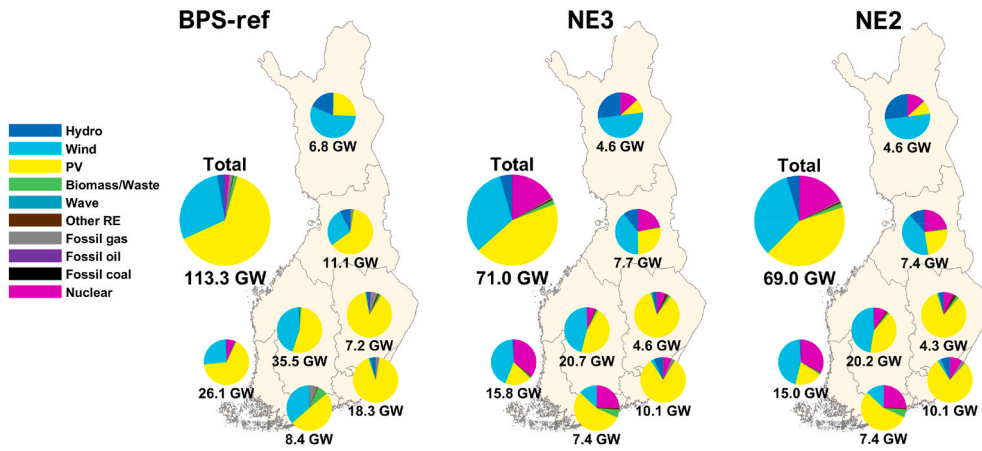 BPS-ref
NE3
NE2
Hydro
Wind
PV
Biomass/Waste
Wave
Other RE
Fossil gas
Fossil oil
Fossil coal
Nuclear
6.8 GW
Total
113.3 GW
11.1 GW
7.2 GW
35.5 GW
26.1 GW
18.3 GW
8.4 GW
4.6 GW
Total
71.0 GW
7.7 GW
4.6 GW
20.7 GW
15.8 GW
10.1 GW
7.4 GW
4.6 GW
Total
69.0 GW
7.4 GW
4.3 GW
20.2 GW
15.0 GW
10.1 GW
7.4 GW